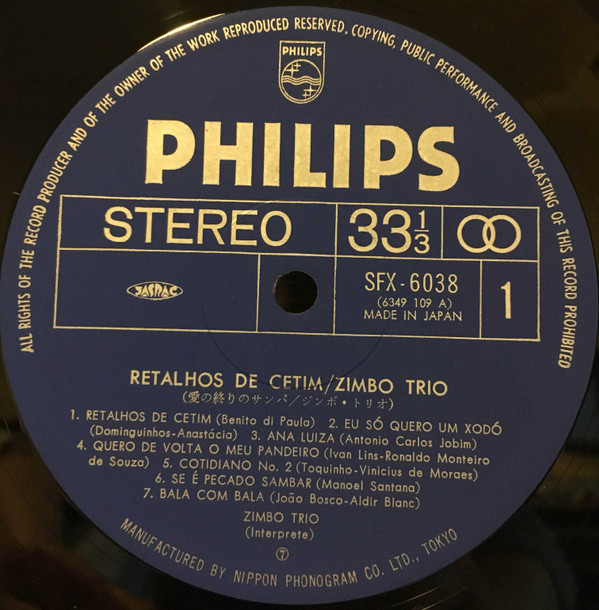 ALL RIGHTS OF THE RECORD PRODUCER AND OF THE OWNER OF THE WORK REPRODUCED RESERVED. COPYING, PUBLIC PERFORMANCE AND BROADCASTING OF THIS RECORD PROHIBITED
PHILIPS
PHILIPS
STEREO 33 1/3
JASRAC
SFX-6038
(6349 109 A)
MADE IN JAPAN
1
RETALHOS DE CETIM/ZIMBO TRIO
(愛の終りのサンバ/ジンボ・トリオ)
1. RETALHOS DE CETIM (Benito di Paula) 2. EU SÓ QUERO UM XODÓ
(Dominguinhos-Anastácia) 3. ANA LUIZA (Antonio Carlos Jobim)
4. QUERO DE VOLTA O MEU PANDEIRO (Ivan Lins-Ronaldo Monteiro
de Souza) 5. COTIDIANO No. 2 (Toquinho-Vinicius de Moraes)
6. SE É PECADO SAMBAR (Manoel Santana)
7. BALA COM BALA (João Bosco-Aldir Blanc)
ZIMBO TRIO
(Interprete)
⑦
MANUFACTURED BY NIPPON PHONOGRAM CO. LTD., TOKYO